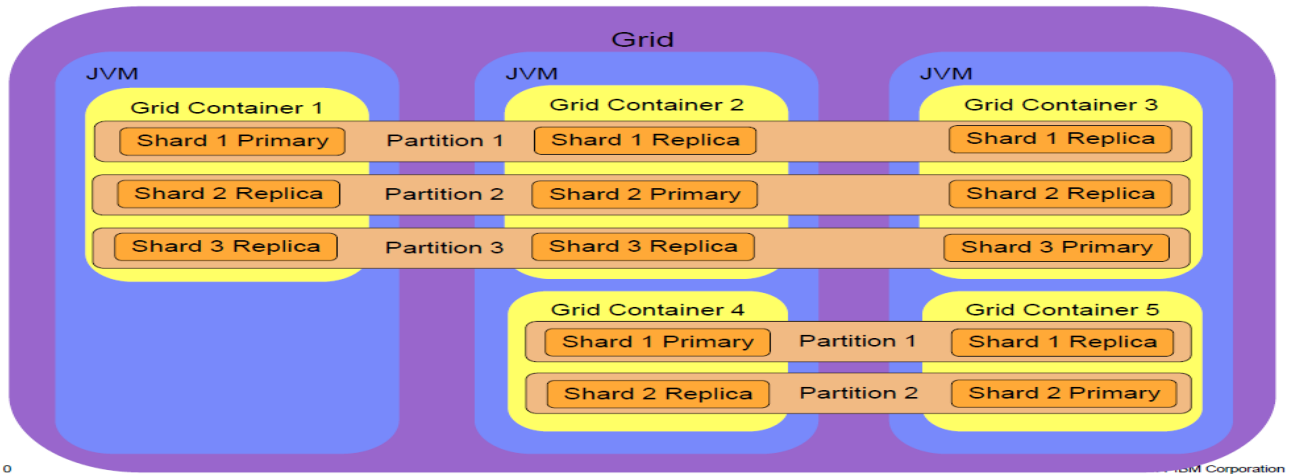 Grid
JVM JVM JVM
Grid Container 1 Grid Container 2 Grid Container 3
Shard 1 Primary Partition 1 Shard 1 Replica Shard 1 Replica
Shard 2 Replica Partition 2 Shard 2 Primary Shard 2 Replica
Shard 3 Replica Partition 3 Shard 3 Replica Shard 3 Primary
Grid Container 4 Grid Container 5
Shard 1 Primary Partition 1 Shard 1 Replica
Shard 2 Replica Partition 2 Shard 2 Primary
0 IBM Corporation